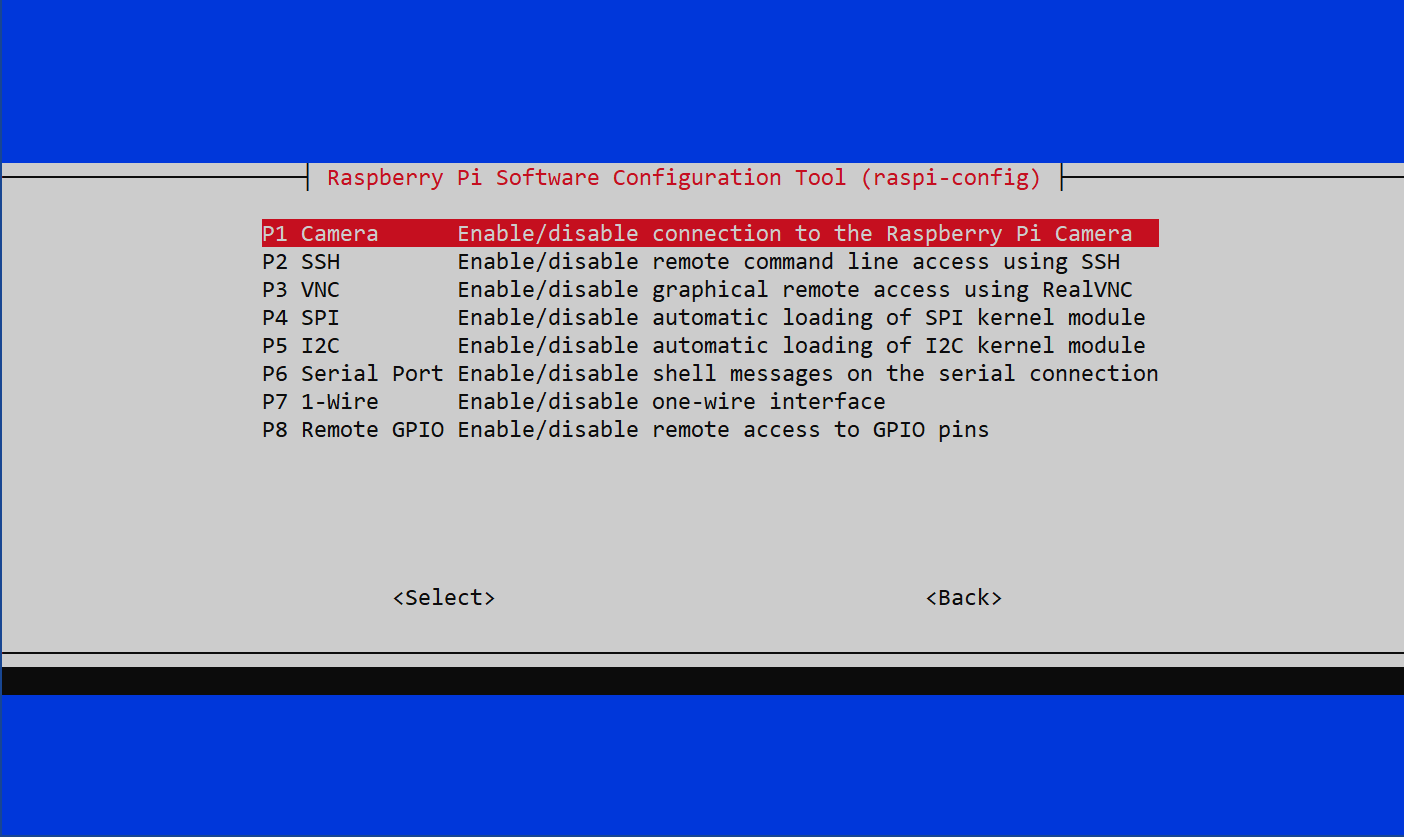 Raspberry Pi Software Configuration Tool (raspi-config)
P1 Camera Enable/disable connection to the Raspberry Pi Camera
P2 SSH Enable/disable remote command line access using SSH
P3 VNC Enable/disable graphical remote access using RealVNC
P4 SPI Enable/disable automatic loading of SPI kernel module
P5 I2C Enable/disable automatic loading of I2C kernel module
P6 Serial Port Enable/disable shell messages on the serial connection
P7 1-Wire Enable/disable one-wire interface
P8 Remote GPIO Enable/disable remote access to GPIO pins
<Select> <Back>